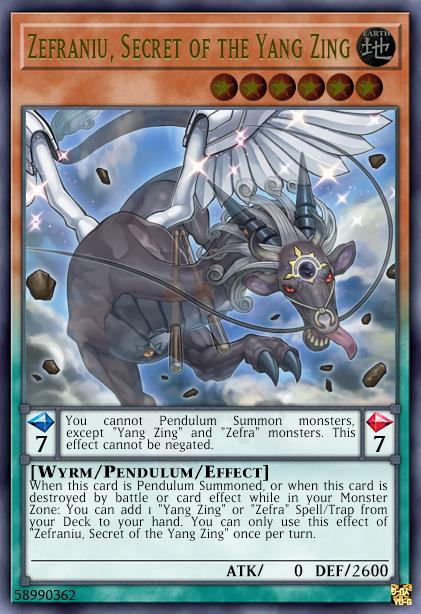 Zefraniu, Secret of the Yang Zing
EARTH
地
7
You cannot Pendulum Summon monsters,
except "Yang Zing" and "Zefra" monsters. This
effect cannot be negated.
7
[Wyrm/Pendulum/Effect]
When this card is Pendulum Summoned, or when this card is
destroyed by battle or card effect while in your Monster
Zone: You can add 1 "Yang Zing" or "Zefra" Spell/Trap from
your Deck to your hand. You can only use this effect of
"Zefraniu, Secret of the Yang Zing" once per turn.
ATK/ 0 DEF/2600
58990362